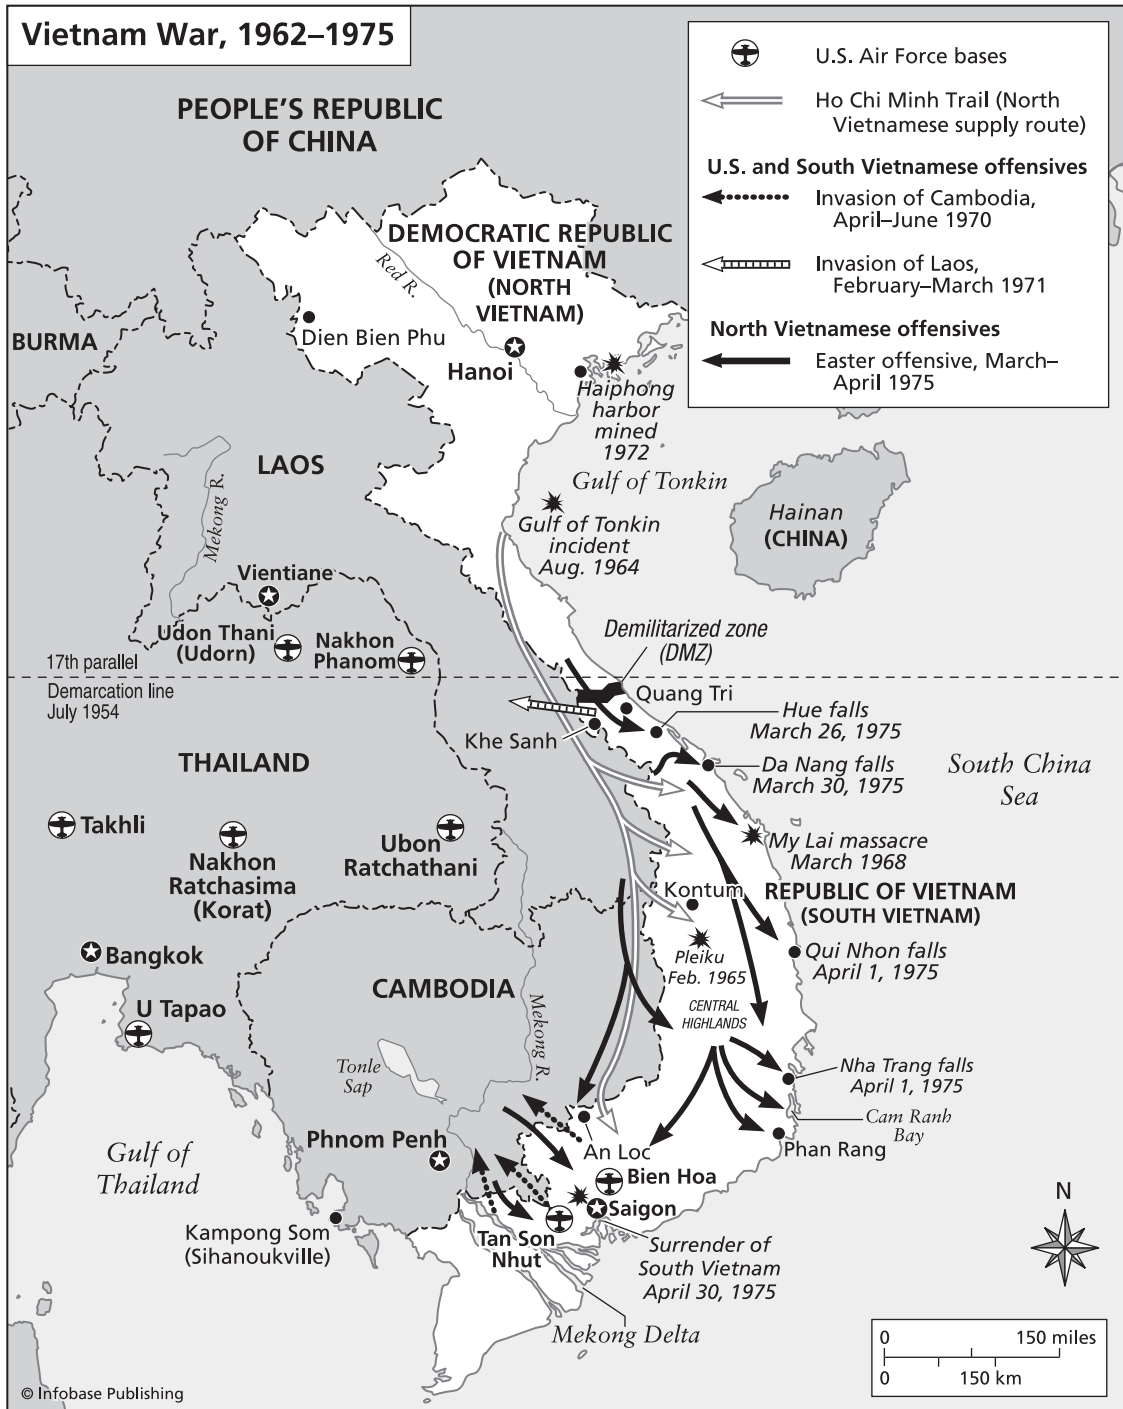 Vietnam War, 1962–1975
U.S. Air Force bases
Ho Chi Minh Trail (North
Vietnamese supply route)
U.S. and South Vietnamese offensives
Invasion of Cambodia,
April–June 1970
Invasion of Laos,
February–March 1971
North Vietnamese offensives
Easter offensive, March–
April 1975
PEOPLE'S REPUBLIC
OF CHINA
DEMOCRATIC REPUBLIC
OF VIETNAM
(NORTH
VIETNAM)
Red R.
BURMA
Dien Bien Phu
Hanoi
Haiphong
harbor
mined
1972
LAOS
Mekong R.
Gulf of Tonkin
Gulf of Tonkin
incident
Aug. 1964
Hainan
(CHINA)
Vientiane
Udon Thani
(Udorn)
Nakhon
Phanom
Demilitarized zone
(DMZ)
17th parallel
Demarcation line
July 1954
Quang Tri
Hue falls
March 26, 1975
Khe Sanh
THAILAND
Da Nang falls
March 30, 1975
South China
Sea
Takhli
Nakhon
Ratchasima
(Korat)
Ubon
Ratchathani
My Lai massacre
March 1968
Kontum
REPUBLIC OF VIETNAM
(SOUTH VIETNAM)
Bangkok
Pleiku
Feb. 1965
Qui Nhon falls
April 1, 1975
CAMBODIA
U Tapao
Mekong R.
CENTRAL
HIGHLANDS
Tonle
Sap
Nha Trang falls
April 1, 1975
Cam Ranh
Bay
Phnom Penh
An Loc
Phan Rang
Gulf of
Thailand
Bien Hoa
Saigon
Kampong Som
(Sihanoukville)
Tan Son
Nhut
Surrender of
South Vietnam
April 30, 1975
Mekong Delta
N
0 150 miles
0 150 km
© Infobase Publishing